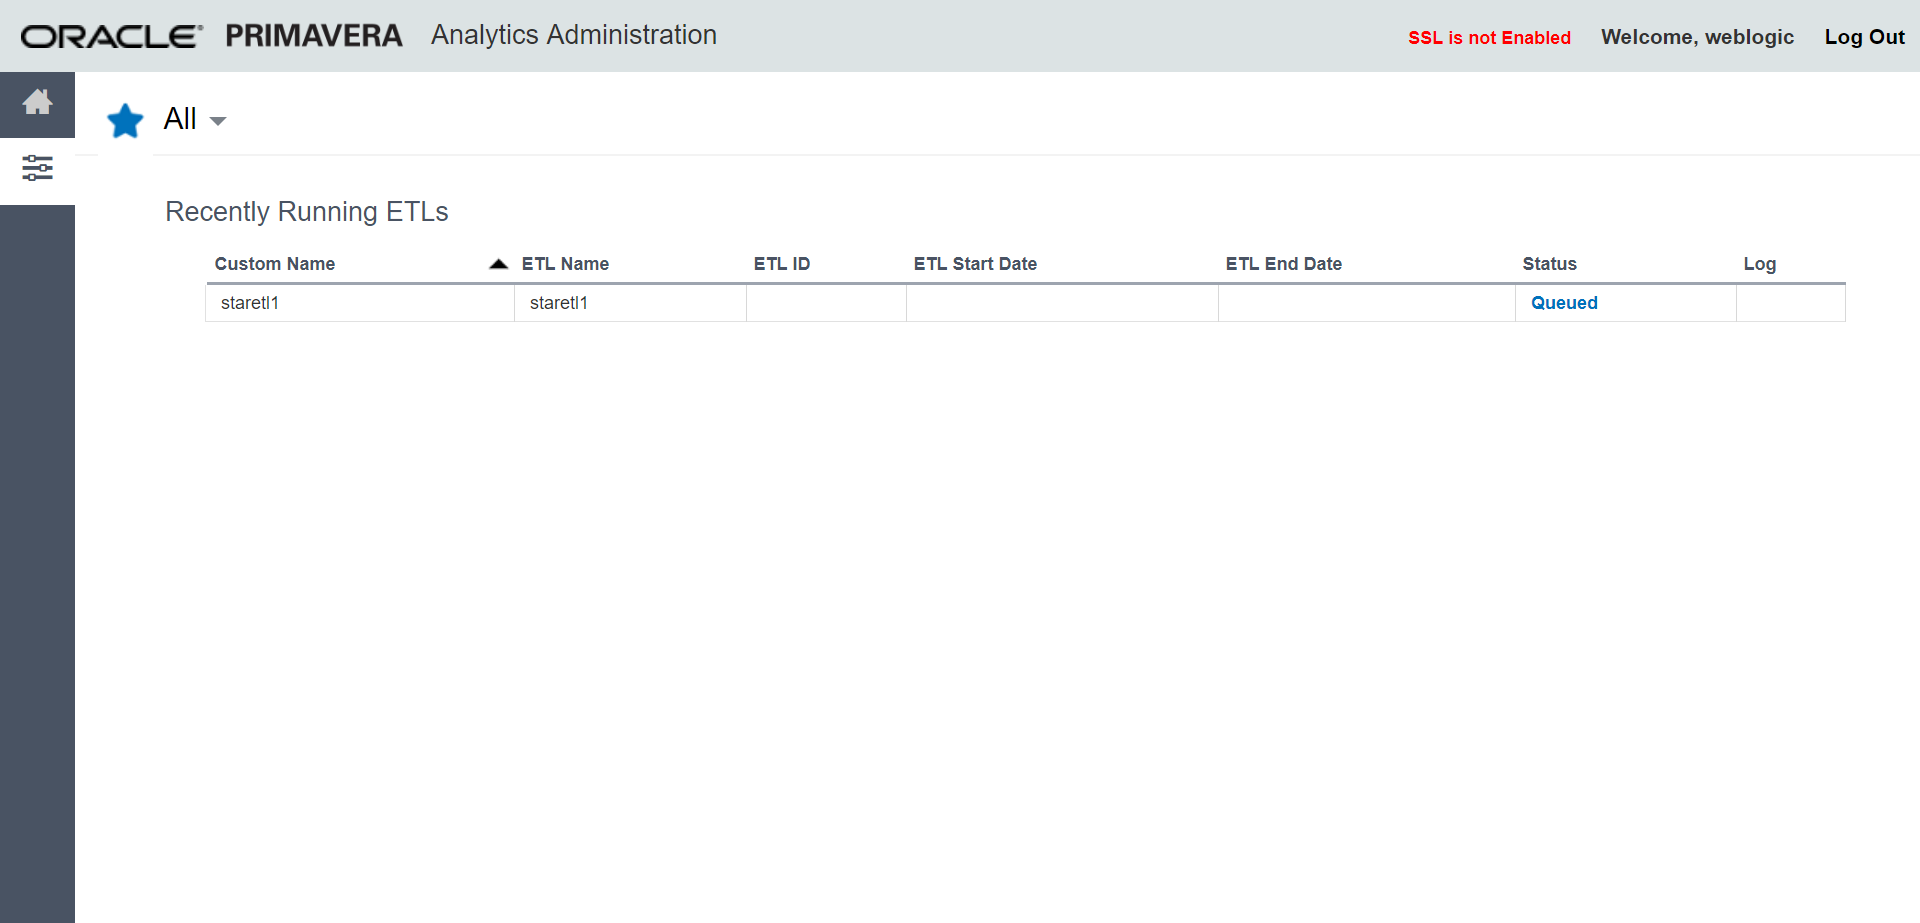 ORACLE® PRIMAVERA Analytics Administration SSL is not Enabled Welcome, weblogic Log Out
All
Recently Running ETLs
Custom Name ETL Name ETL ID ETL Start Date ETL End Date Status Log
staretl1 staretl1 Queued